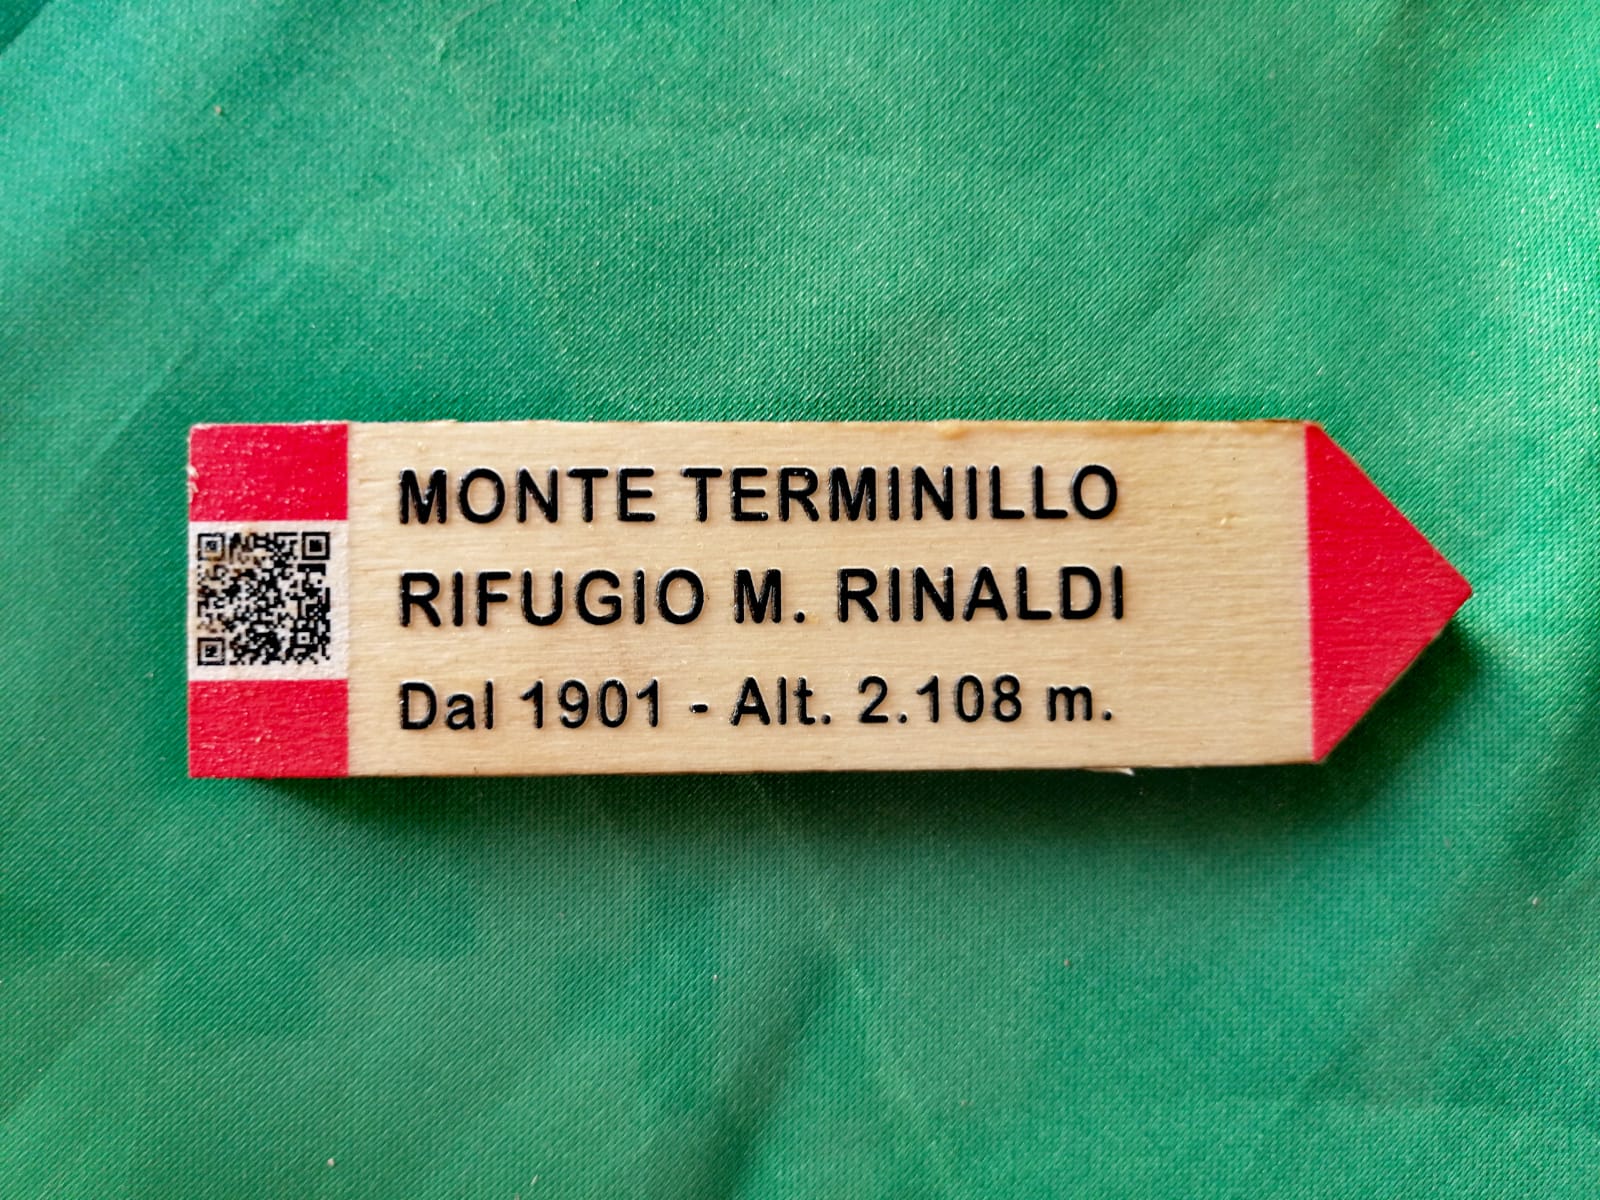 MONTE TERMINILLO
RIFUGIO M. RINALDI
Dal 1901 - Alt. 2.108 m.